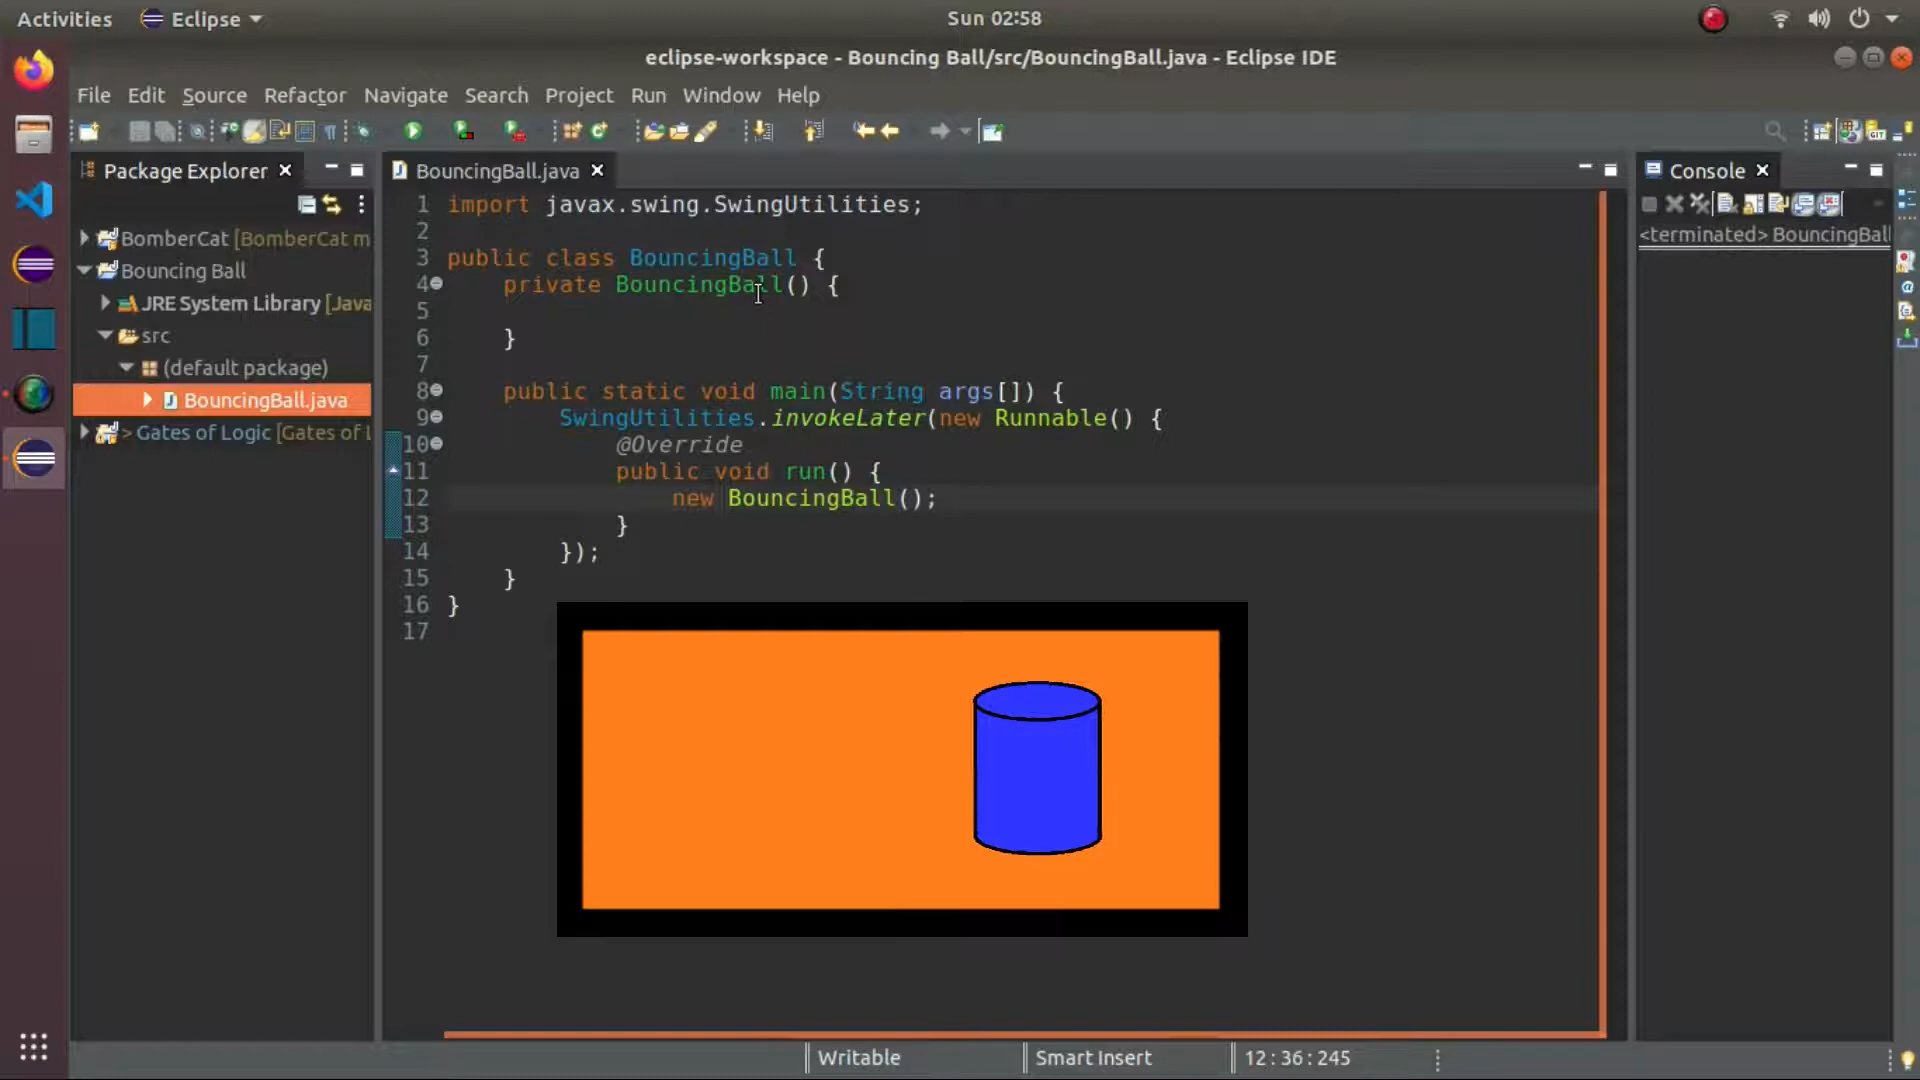 Activities Eclipse Sun 02:58
eclipse-workspace - Bouncing Ball/src/BouncingBall.java - Eclipse IDE
File Edit Source Refactor Navigate Search Project Run Window Help
Package Explorer
BomberCat [BomberCat m
Bouncing Ball
JRE System Library [Java
src
(default package)
BouncingBall.java
> Gates of Logic [Gates of L
BouncingBall.java
1 import javax.swing.SwingUtilities;
2
3 public class BouncingBall {
4 private BouncingBall() {
5
6 }
7
8 public static void main(String args[]) {
9 SwingUtilities.invokeLater(new Runnable() {
10 @Override
11 public void run() {
12 new BouncingBall();
13 }
14 });
15 }
16 }
17
Console
<terminated> BouncingBall
Writable Smart Insert 12 : 36 : 245